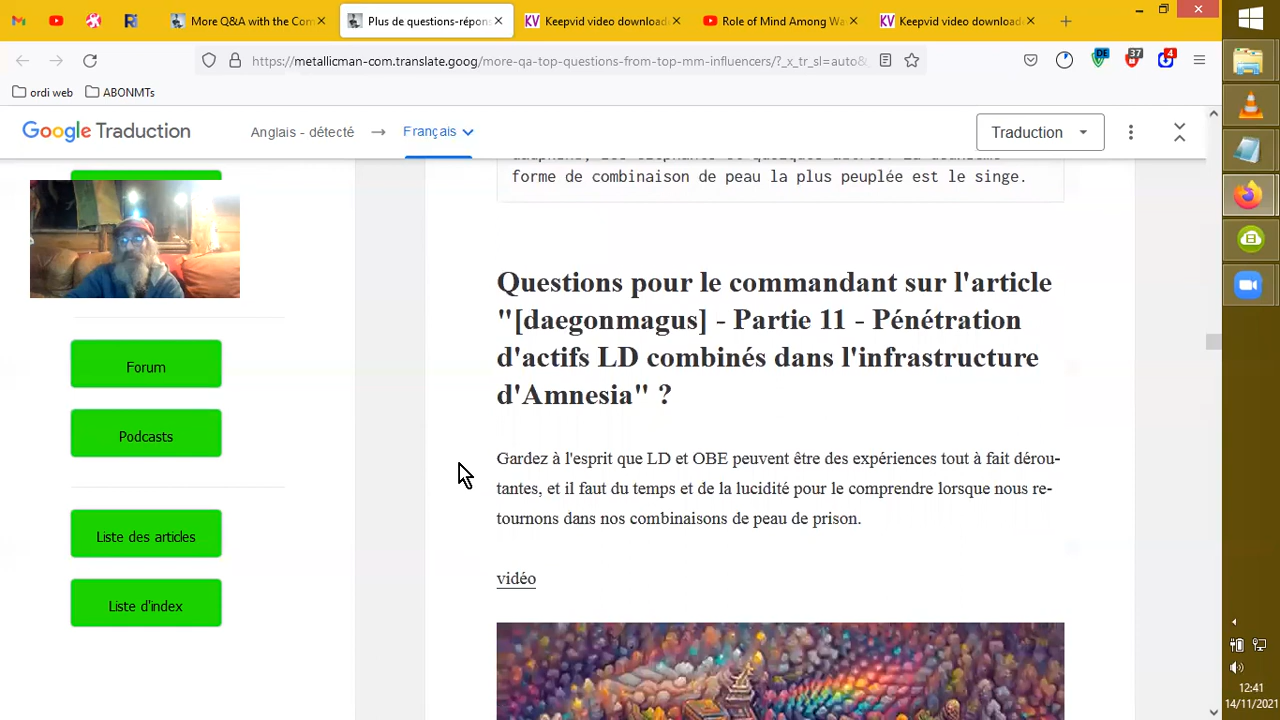 More Q&A with the Com
Plus de questions-répons
Keepvid video download
Role of Mind Among Wa
Keepvid video download
https://metallicman-com.translate.goog/more-qa-top-questions-from-top-mm-influencers/?_x_tr_sl=auto&
DE
37
4
ordi web
ABONMTs
Google Traduction
Anglais - détecté
Français
Traduction
forme de combinaison de peau la plus peuplée est le singe.
Questions pour le commandant sur l'article
"[daegonmagus] - Partie 11 - Pénétration
d'actifs LD combinés dans l'infrastructure
d'Amnesia" ?
Gardez à l'esprit que LD et OBE peuvent être des expériences tout à fait dérou-
tantes, et il faut du temps et de la lucidité pour le comprendre lorsque nous re-
tournons dans nos combinaisons de peau de prison.
vidéo
Forum
Podcasts
Liste des articles
Liste d'index
12:41
14/11/2021